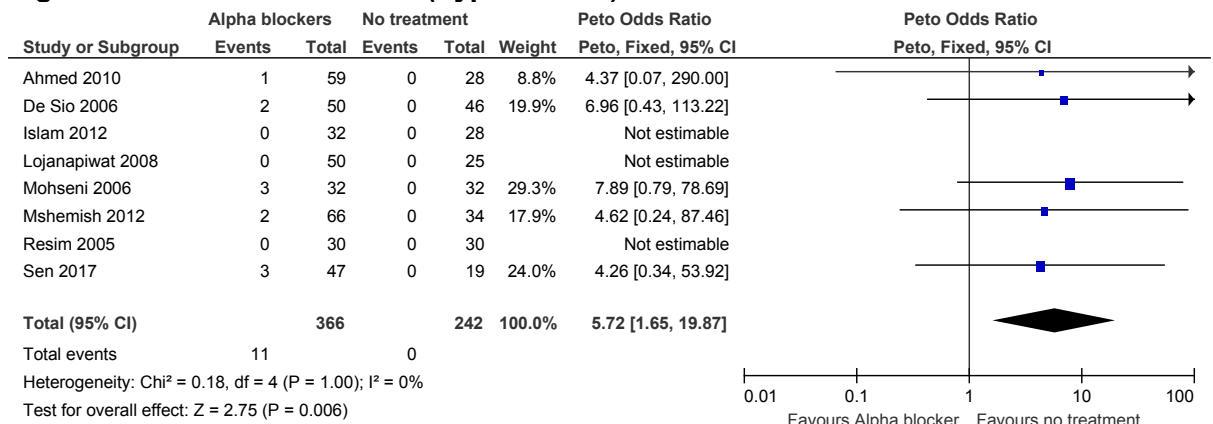 Alpha blockers No treatment Peto Odds Ratio Peto Odds Ratio
Study or Subgroup Events Total Events Total Weight Peto, Fixed, 95% CI Peto, Fixed, 95% CI
Ahmed 2010 1 59 0 28 8.8% 4.37 [0.07, 290.00]
De Sio 2006 2 50 0 46 19.9% 6.96 [0.43, 113.22]
Islam 2012 0 32 0 28 Not estimable
Lojanapiwat 2008 0 50 0 25 Not estimable
Mohseni 2006 3 32 0 32 29.3% 7.89 [0.79, 78.69]
Mshemish 2012 2 66 0 34 17.9% 4.62 [0.24, 87.46]
Resim 2005 0 30 0 30 Not estimable
Sen 2017 3 47 0 19 24.0% 4.26 [0.34, 53.92]
Total (95% CI) 366 242 100.0% 5.72 [1.65, 19.87]
Total events 11 0
Heterogeneity: Chi² = 0.18, df = 4 (P = 1.00); I² = 0%
Test for overall effect: Z = 2.75 (P = 0.006)
0.01 0.1 1 10 100
Favours Alpha blocker Favours no treatment